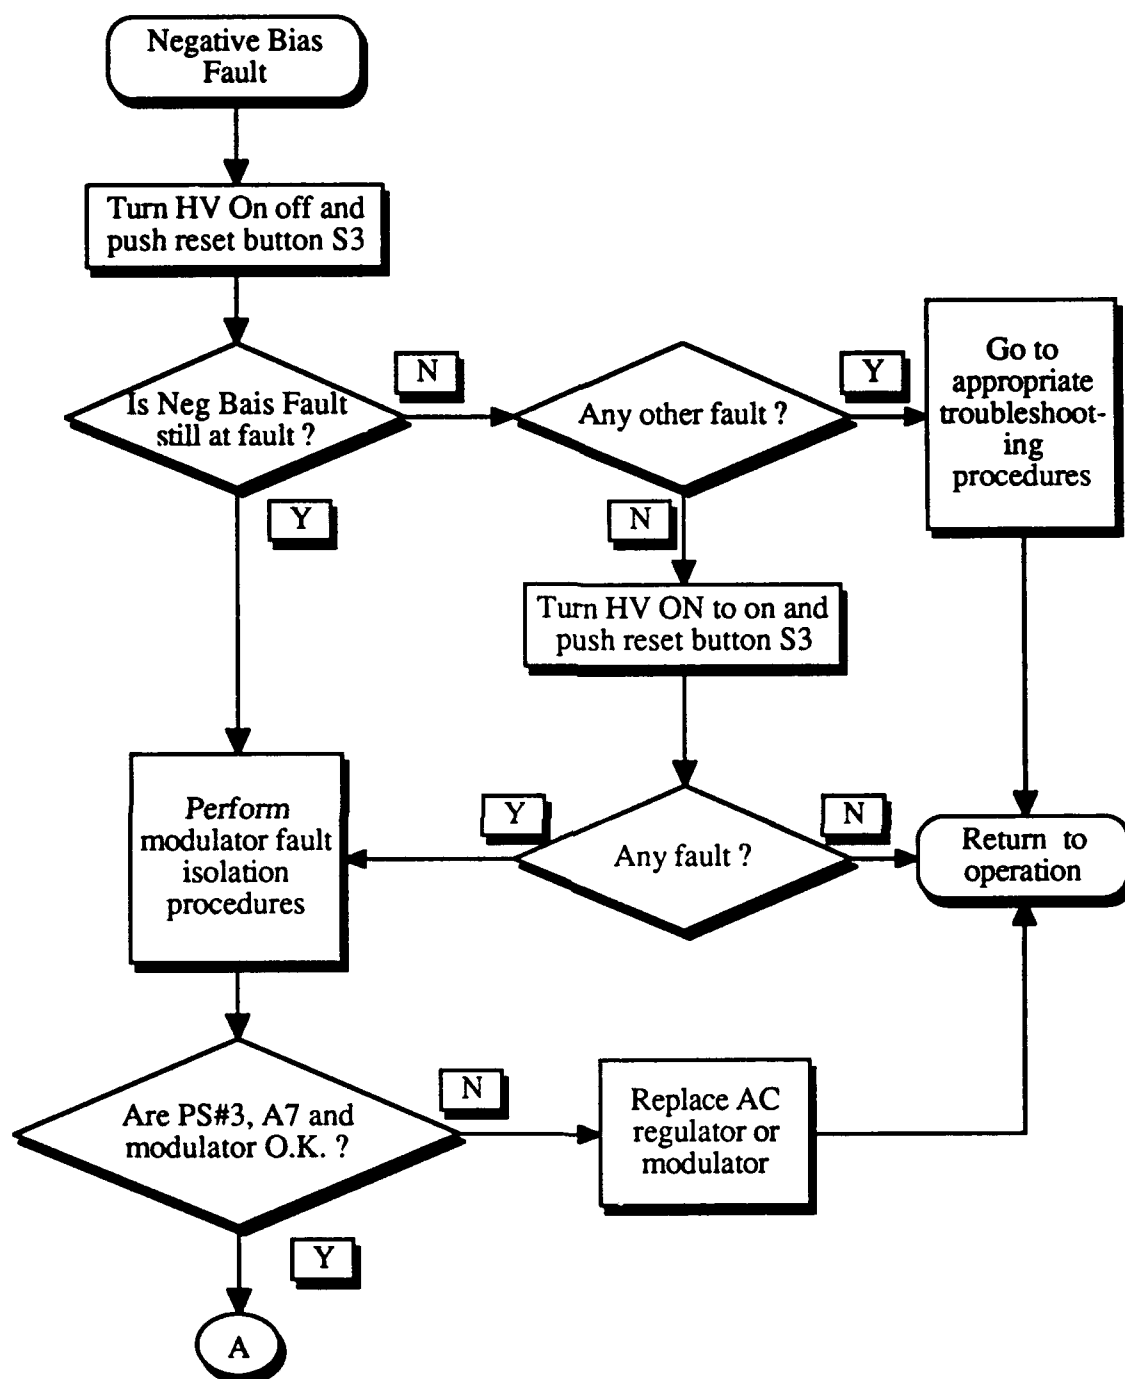 Negative Bias
Fault
Turn HV On off and
push reset button S3
Is Neg Bais Fault
still at fault ?
N
Any other fault ?
Y
Go to
appropriate
troubleshoot-
ing
procedures
Y
N
Turn HV ON to on and
push reset button S3
Perform
modulator fault
isolation
procedures
Y
Any fault ?
N
Return to
operation
Are PS#3, A7 and
modulator O.K. ?
N
Replace AC
regulator or
modulator
Y
A